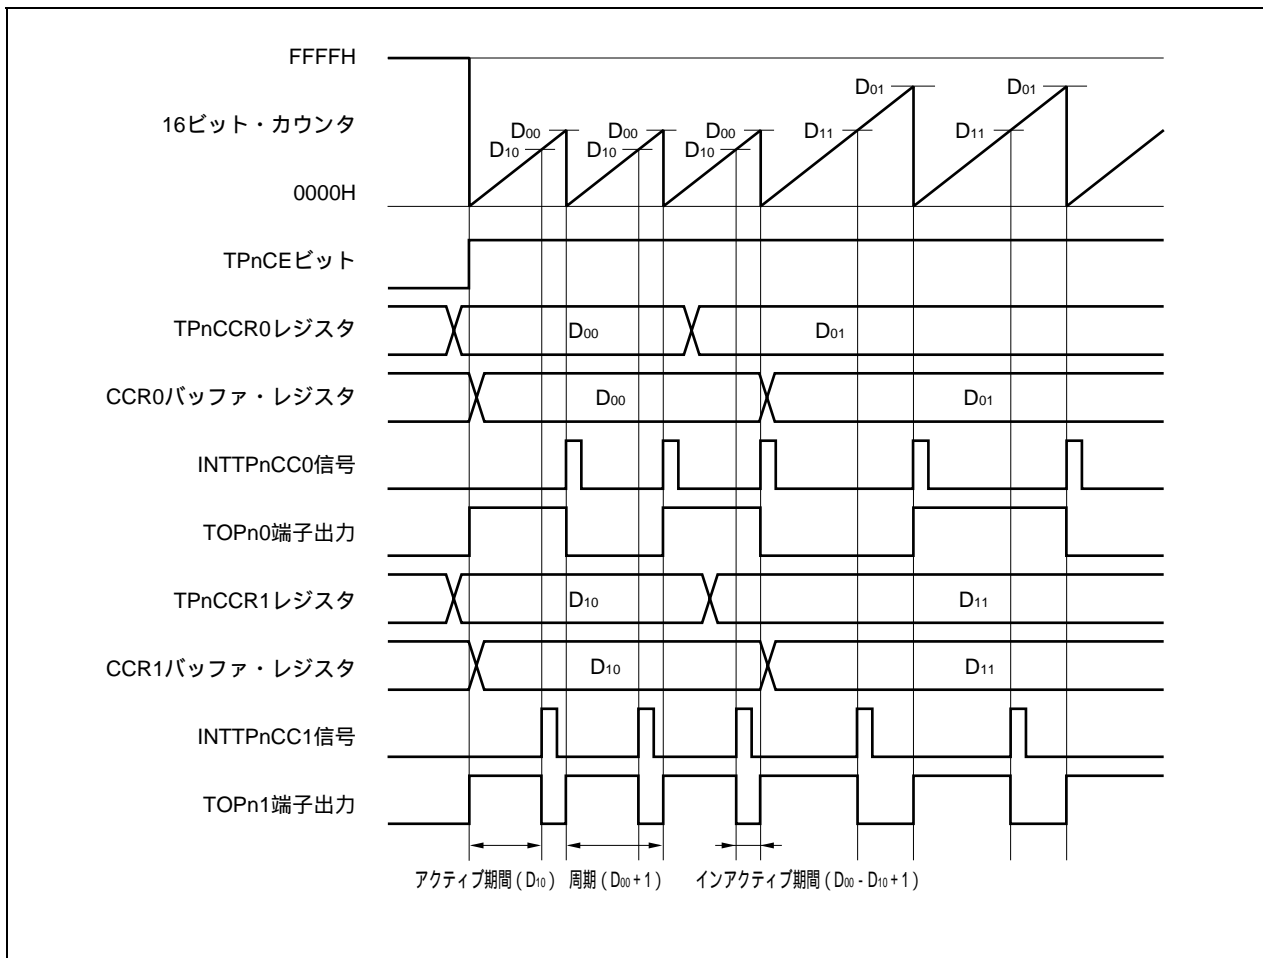 FFFFH
D01 D01
16ビット・カウンタ D00 D00 D00 D11 D11
D10 D10 D10
0000H
TPnCEビット
TPnCCR0レジスタ D00 D01
CCR0バッファ・レジスタ D00 D01
INTTPnCC0信号
TOPn0端子出力
TPnCCR1レジスタ D10 D11
CCR1バッファ・レジスタ D10 D11
INTTPnCC1信号
TOPn1端子出力
アクティブ期間(D10) 周期(D00+1) インアクティブ期間(D00-D10+1)